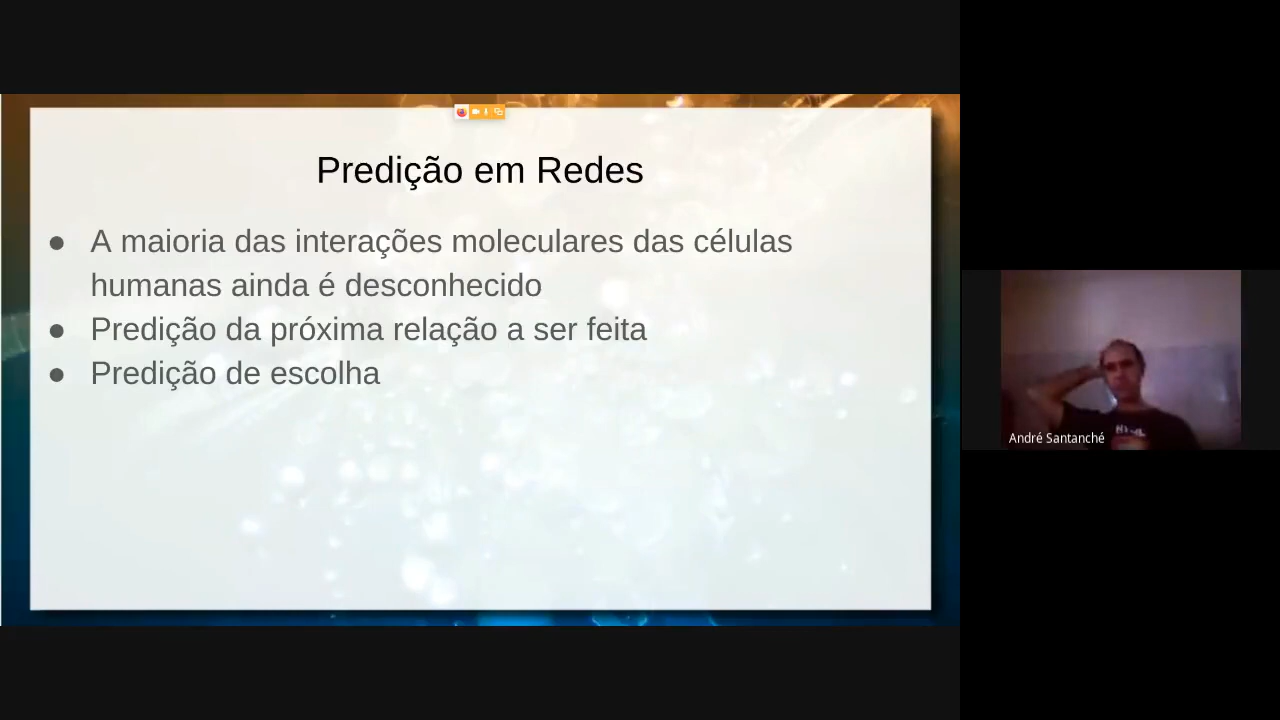 Predição em Redes
● A maioria das interações moleculares das células
humanas ainda é desconhecido
● Predição da próxima relação a ser feita
● Predição de escolha
André Santanché